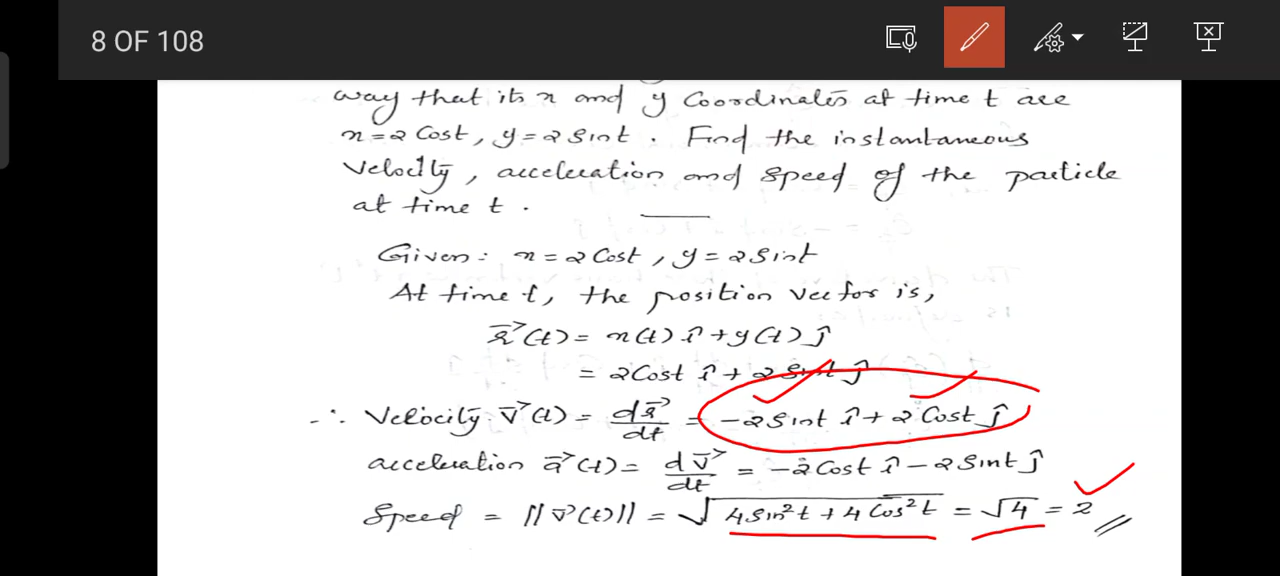 8 OF 108
way that its x and y coordinates at time t are
x = 2 Cost, y = 2 Sint. Find the instantaneous
velocity, acceleration and speed of the particle
at time t.
Given: x = 2 Cost, y = 2 Sint
At time t, the position vector is,
r⃗(t) = x(t) î + y(t) ĵ
= 2Cost î + 2 Sint ĵ
∴ Velocity v⃗(t) = dr⃗/dt = -2 Sint î + 2 Cost ĵ
acceleration a⃗(t) = dv⃗/dt = -2 Cost î - 2 Sint ĵ
Speed = ||v⃗(t)|| = √(4 Sin²t + 4 Cos²t) = √4 = 2 //